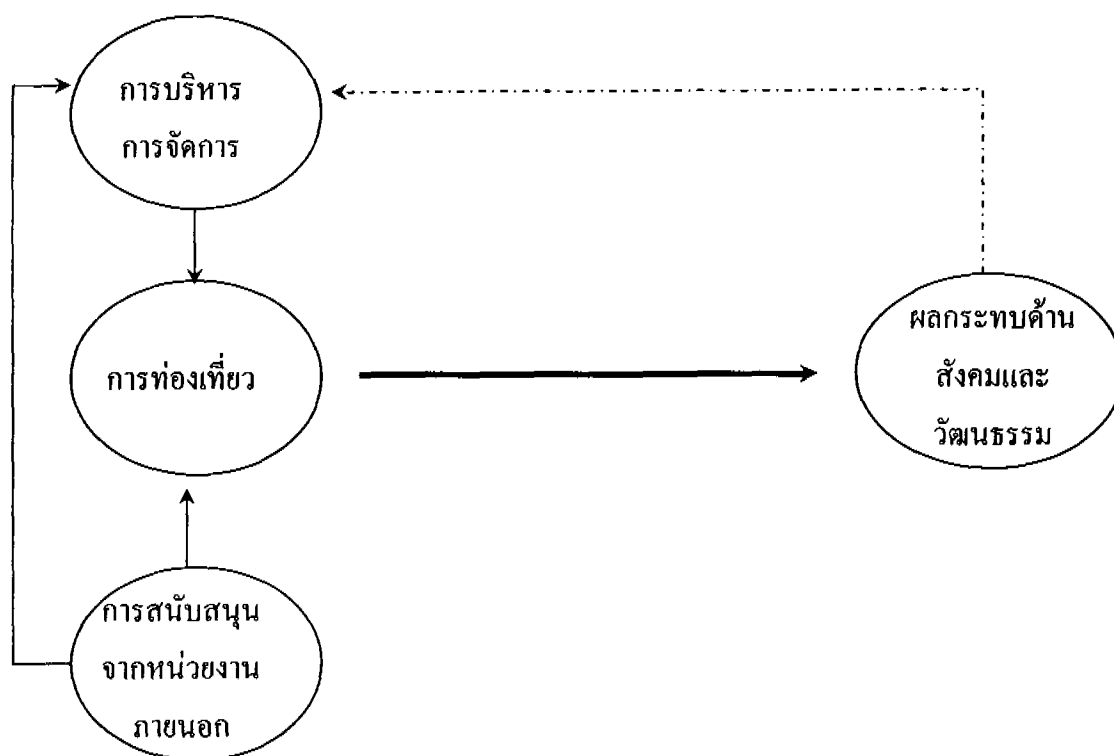 การบริหาร
การจัดการ
การท่องเที่ยว
ผลกระทบด้าน
สังคมและ
วัฒนธรรม
การสนับสนุน
จากหน่วยงาน
ภายนอก